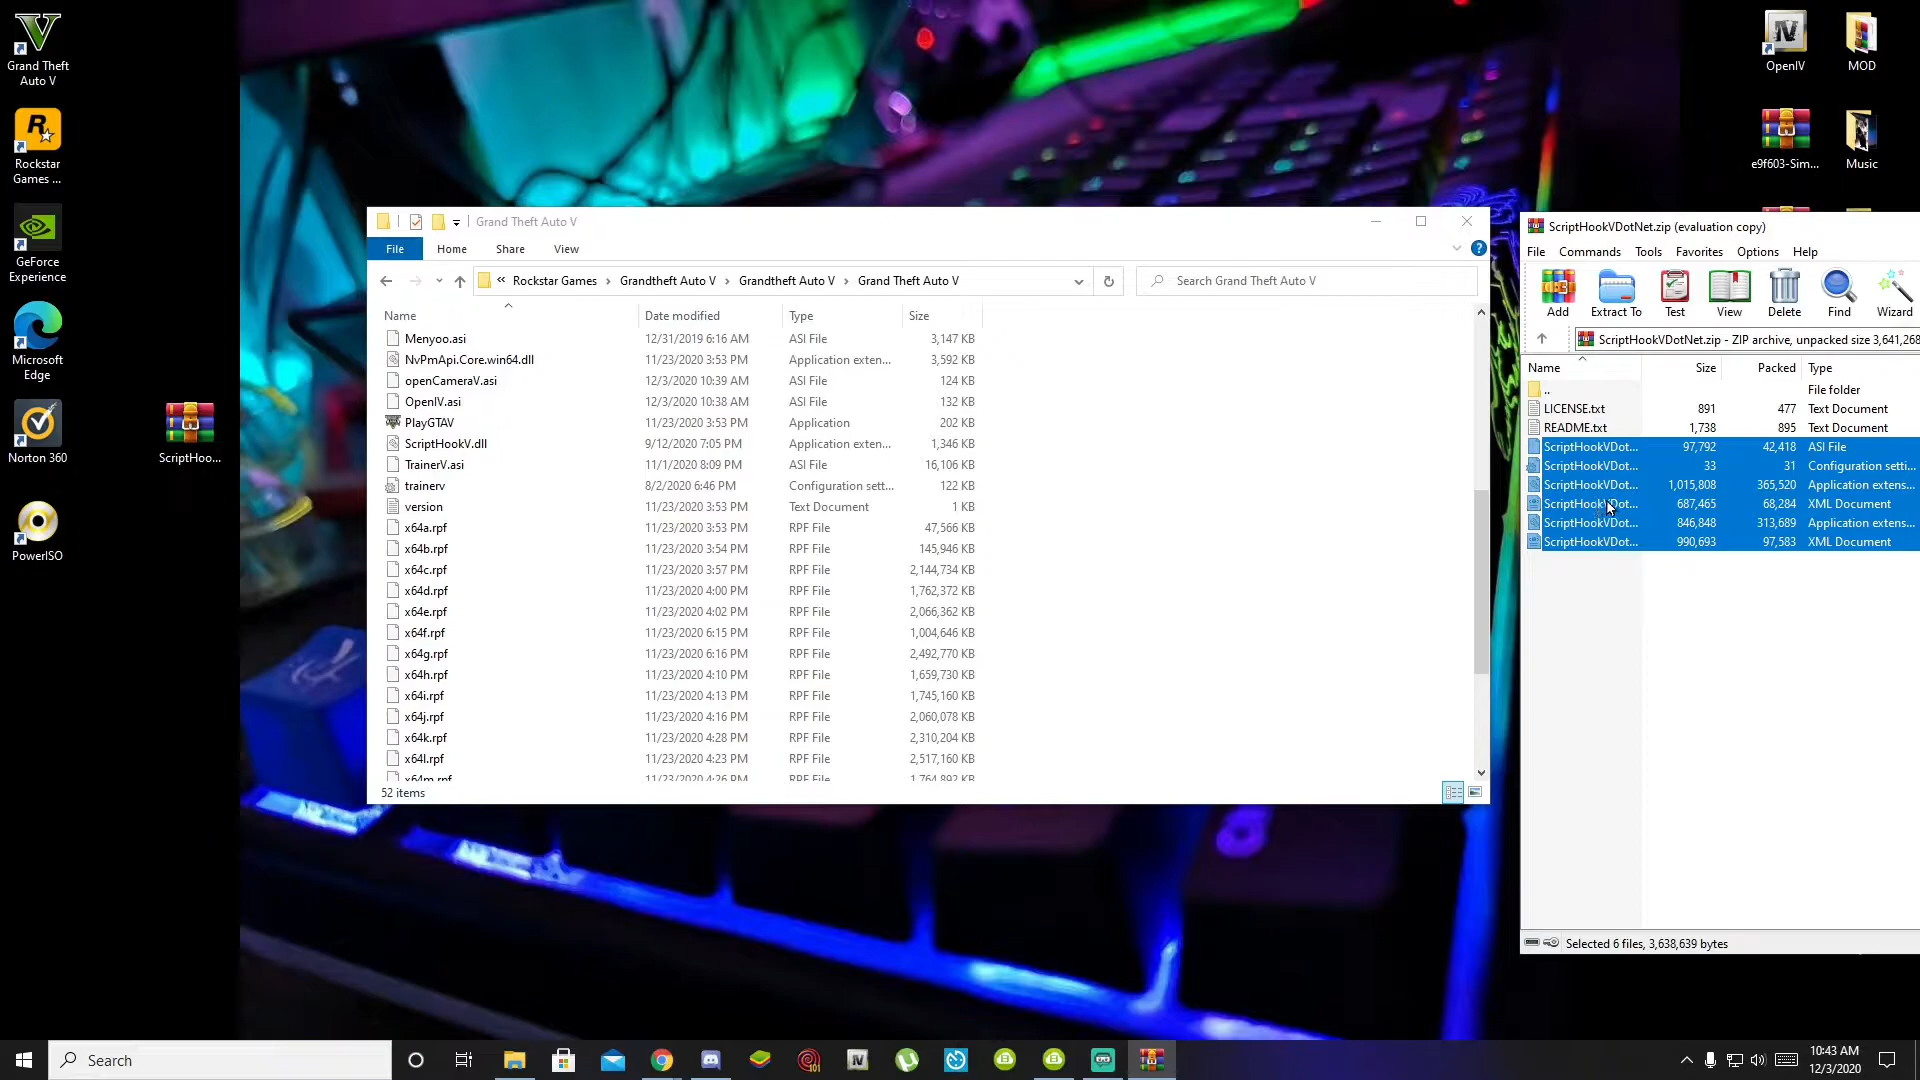 Grand Theft
Auto V
Rockstar
Games ...
GeForce
Experience
Microsoft
Edge
Norton 360
ScriptHoo...
PowerISO
OpenIV
MOD
e9f603-Sim...
Music
Grand Theft Auto V
File Home Share View
« Rockstar Games › Grandtheft Auto V › Grandtheft Auto V › Grand Theft Auto V
Search Grand Theft Auto V
Name Date modified Type Size
Menyoo.asi 12/31/2019 6:16 AM ASI File 3,147 KB
NvPmApi.Core.win64.dll 11/23/2020 3:53 PM Application exten... 3,592 KB
openCameraV.asi 12/3/2020 10:39 AM ASI File 124 KB
OpenIV.asi 12/3/2020 10:38 AM ASI File 132 KB
PlayGTAV 11/23/2020 3:53 PM Application 202 KB
ScriptHookV.dll 9/12/2020 7:05 PM Application exten... 1,346 KB
TrainerV.asi 11/1/2020 8:09 PM ASI File 16,106 KB
trainerv 8/2/2020 6:46 PM Configuration sett... 122 KB
version 11/23/2020 3:53 PM Text Document 1 KB
x64a.rpf 11/23/2020 3:53 PM RPF File 47,566 KB
x64b.rpf 11/23/2020 3:54 PM RPF File 145,946 KB
x64c.rpf 11/23/2020 3:57 PM RPF File 2,144,734 KB
x64d.rpf 11/23/2020 4:00 PM RPF File 1,762,372 KB
x64e.rpf 11/23/2020 4:02 PM RPF File 2,066,362 KB
x64f.rpf 11/23/2020 6:15 PM RPF File 1,004,646 KB
x64g.rpf 11/23/2020 6:16 PM RPF File 2,492,770 KB
x64h.rpf 11/23/2020 4:10 PM RPF File 1,659,730 KB
x64i.rpf 11/23/2020 4:13 PM RPF File 1,745,160 KB
x64j.rpf 11/23/2020 4:16 PM RPF File 2,060,078 KB
x64k.rpf 11/23/2020 4:28 PM RPF File 2,310,204 KB
x64l.rpf 11/23/2020 4:23 PM RPF File 2,517,160 KB
x64m.rpf 11/23/2020 4:26 PM RPF File 1,764,892 KB
52 items
ScriptHookVDotNet.zip (evaluation copy)
File Commands Tools Favorites Options Help
Add Extract To Test View Delete Find Wizard
ScriptHookVDotNet.zip - ZIP archive, unpacked size 3,641,268
Name Size Packed Type
.. File folder
LICENSE.txt 891 477 Text Document
README.txt 1,738 895 Text Document
ScriptHookVDot... 97,792 42,418 ASI File
ScriptHookVDot... 33 31 Configuration setti...
ScriptHookVDot... 1,015,808 365,520 Application extens...
ScriptHookVDot... 687,465 68,284 XML Document
ScriptHookVDot... 846,848 313,689 Application extens...
ScriptHookVDot... 990,693 97,583 XML Document
Selected 6 files, 3,638,639 bytes
Search
10:43 AM
12/3/2020